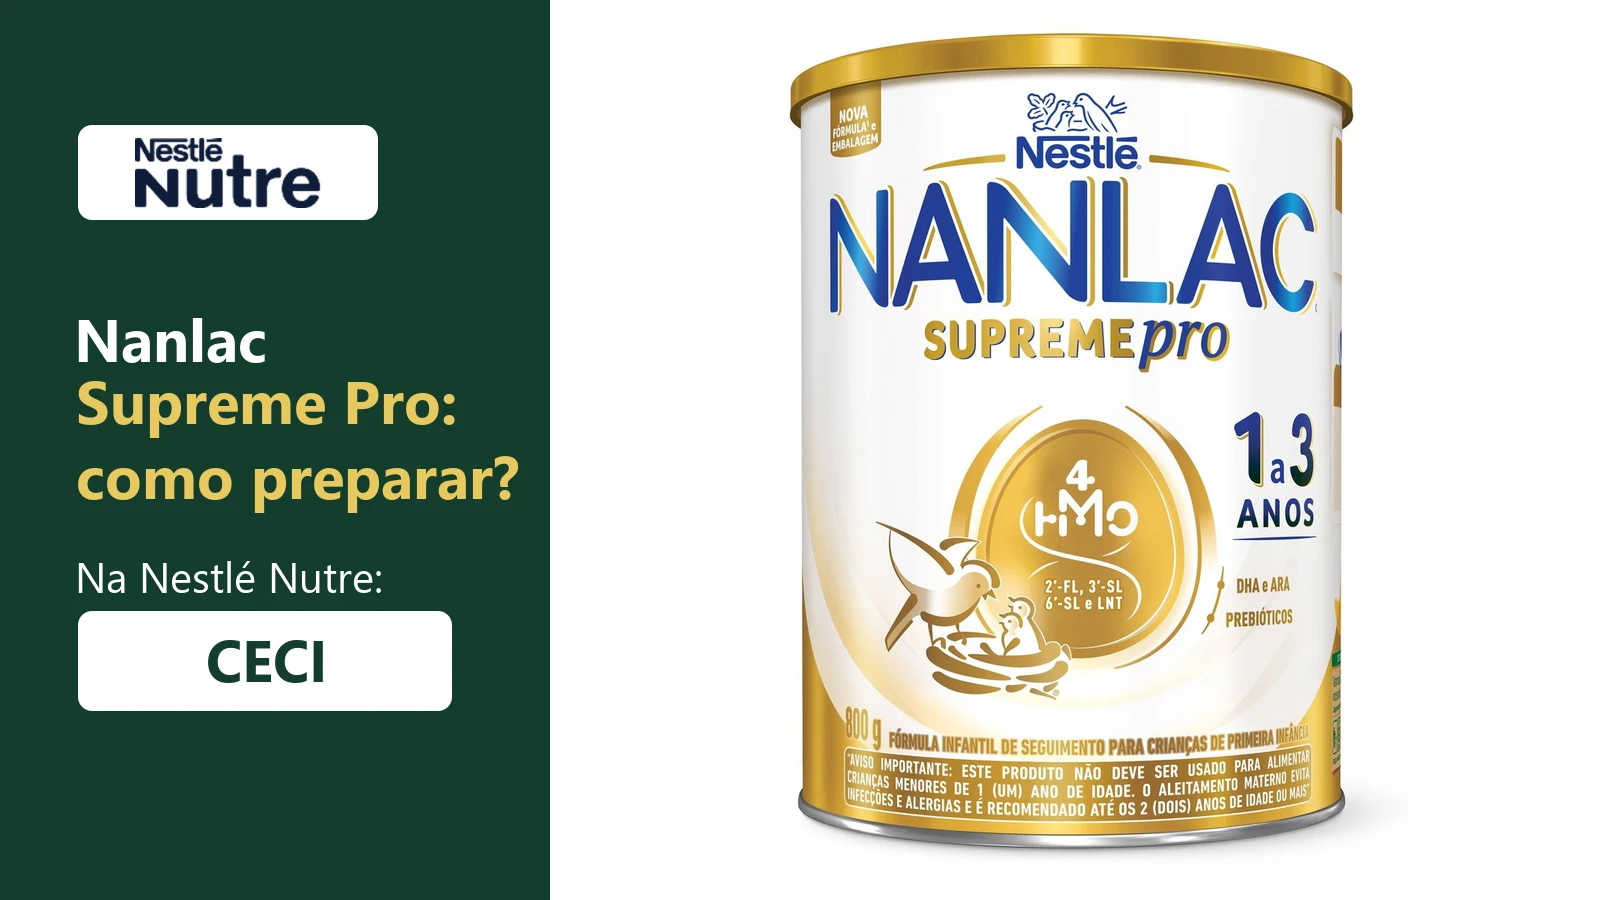 Nestlé
Nutre
Nanlac
Supreme Pro:
como preparar?
Na Nestlé Nutre:
CECI
NOVA
FÓRMULA¹ e
EMBALAGEM
Nestlé
NANLAC
SUPREME pro
1 a 3
ANOS
4
HMO
2'-FL, 3'-SL
6'-SL e LNT
DHA e ARA
PREBIÓTICOS
800 g FÓRMULA INFANTIL DE SEGUIMENTO PARA CRIANÇAS DE PRIMEIRA INFÂNCIA
"AVISO IMPORTANTE: ESTE PRODUTO NÃO DEVE SER USADO PARA ALIMENTAR
CRIANÇAS MENORES DE 1 (UM) ANO DE IDADE. O ALEITAMENTO MATERNO EVITA
INFECÇÕES E ALERGIAS E É RECOMENDADO ATÉ OS 2 (DOIS) ANOS DE IDADE OU MAIS"